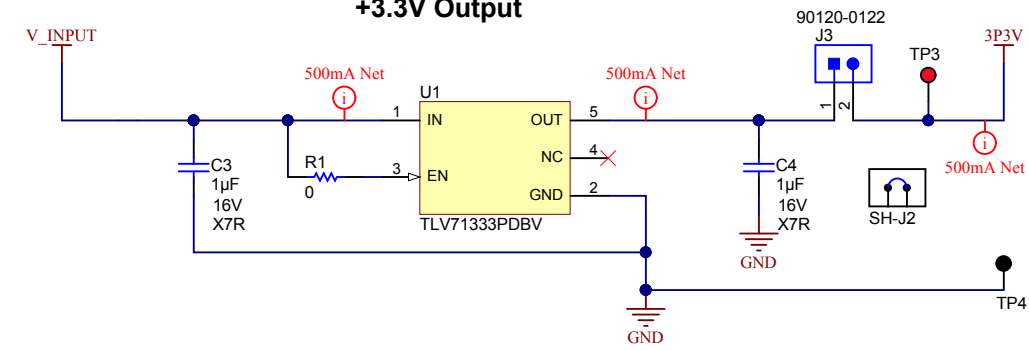 +3.3V Output
V_INPUT
90120-0122
J3
3P3V
TP3
500mA Net
i
500mA Net
i
U1
1 IN
OUT 5
1 2
i
500mA Net
NC 4
C3
1µF
16V
X7R
R1
0
3 EN
C4
1µF
16V
X7R
GND 2
TLV71333PDBV
SH-J2
GND
TP4
GND